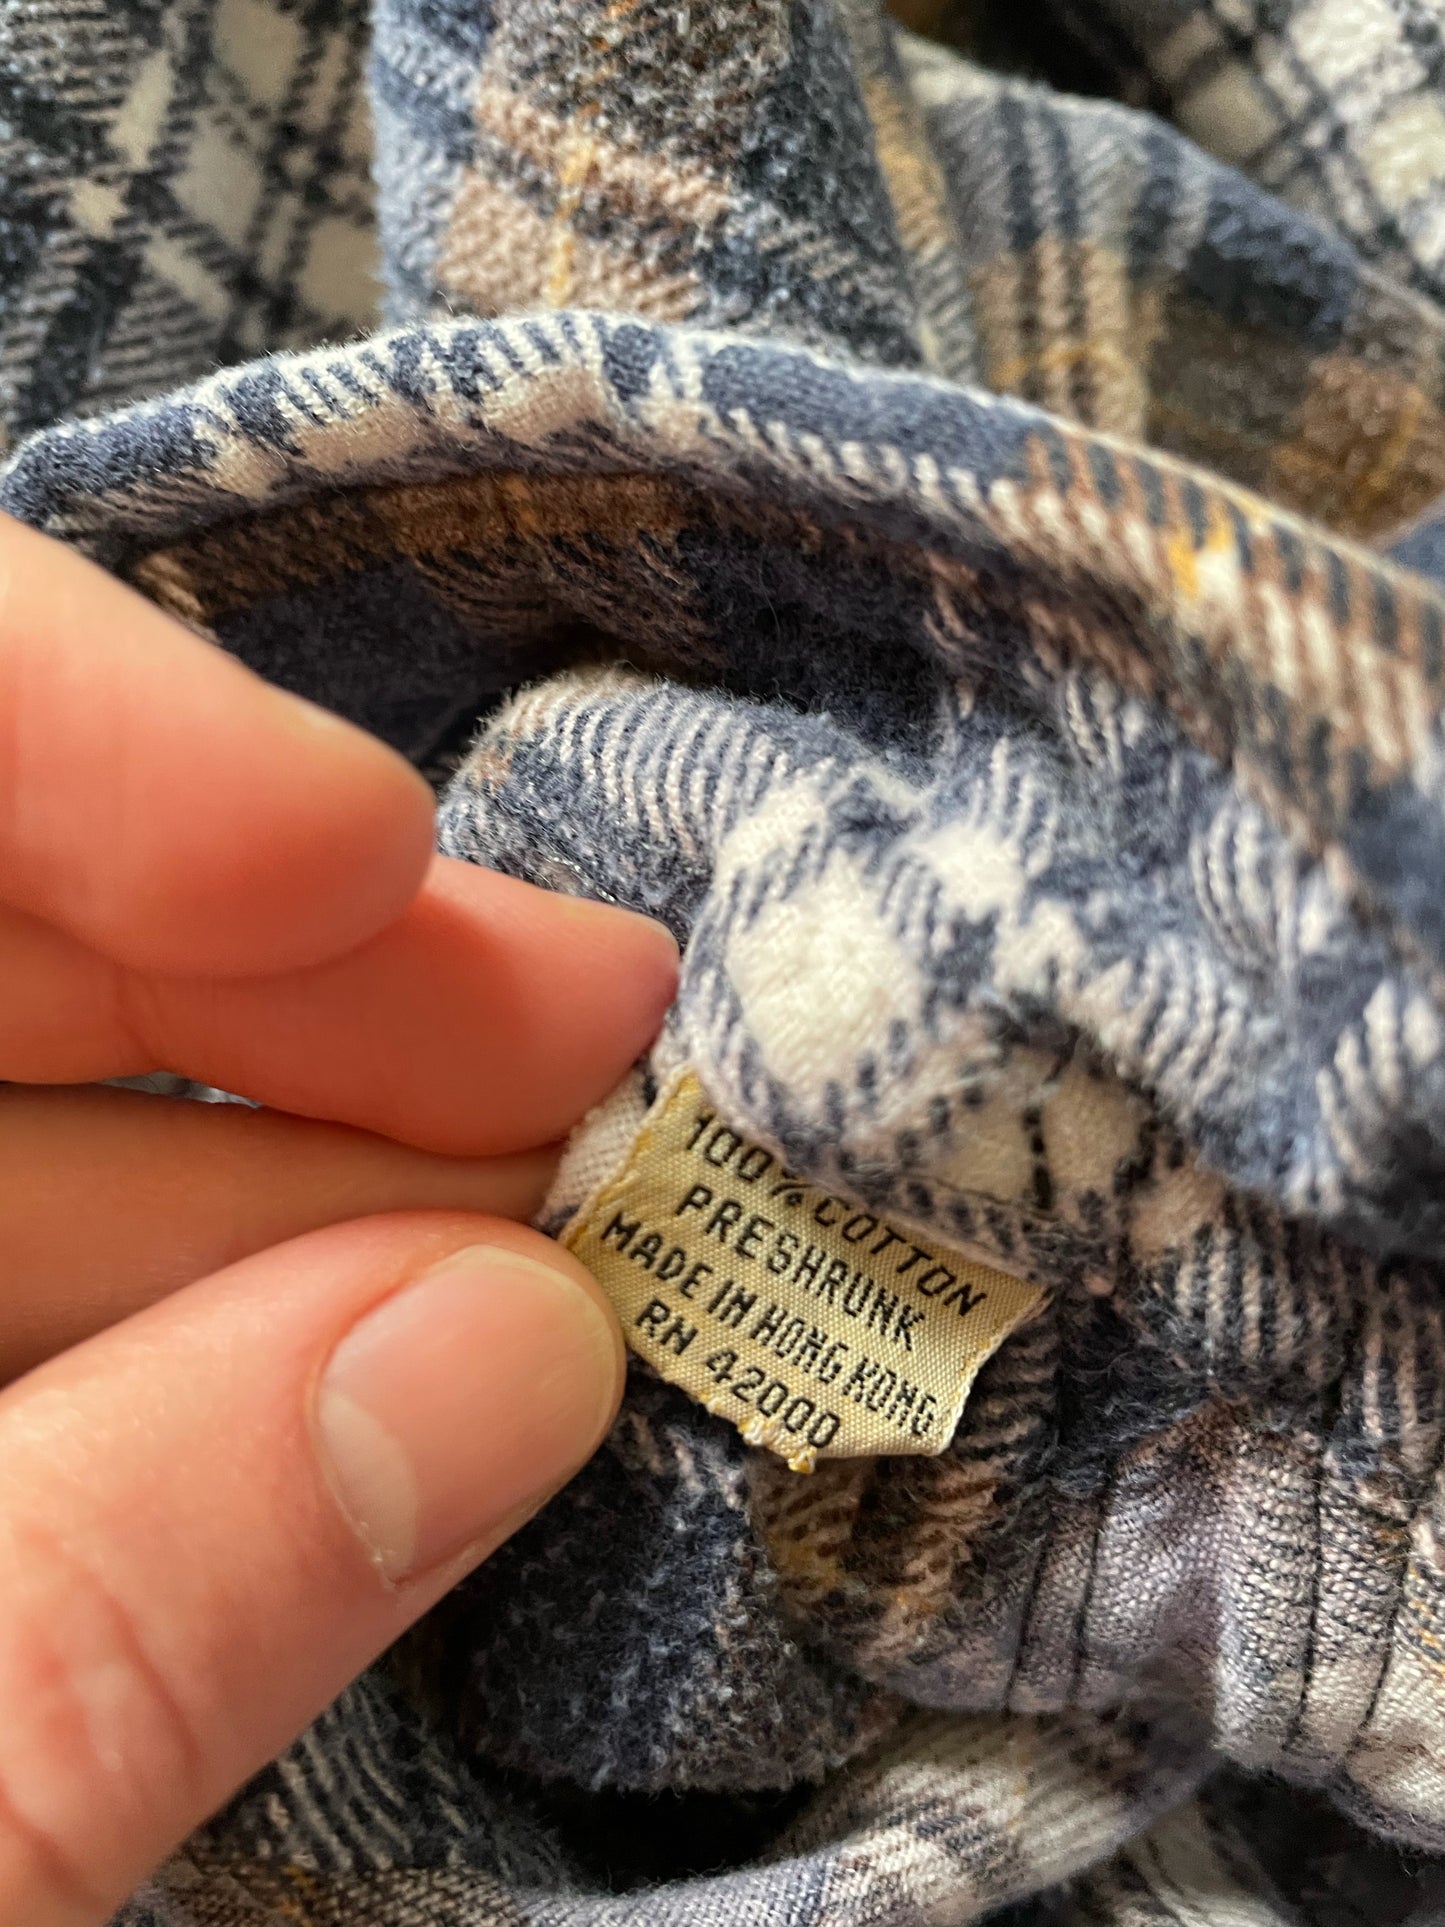 100% COTTON
PRESHRUNK
MADE IN HONG KONG
RN 42000